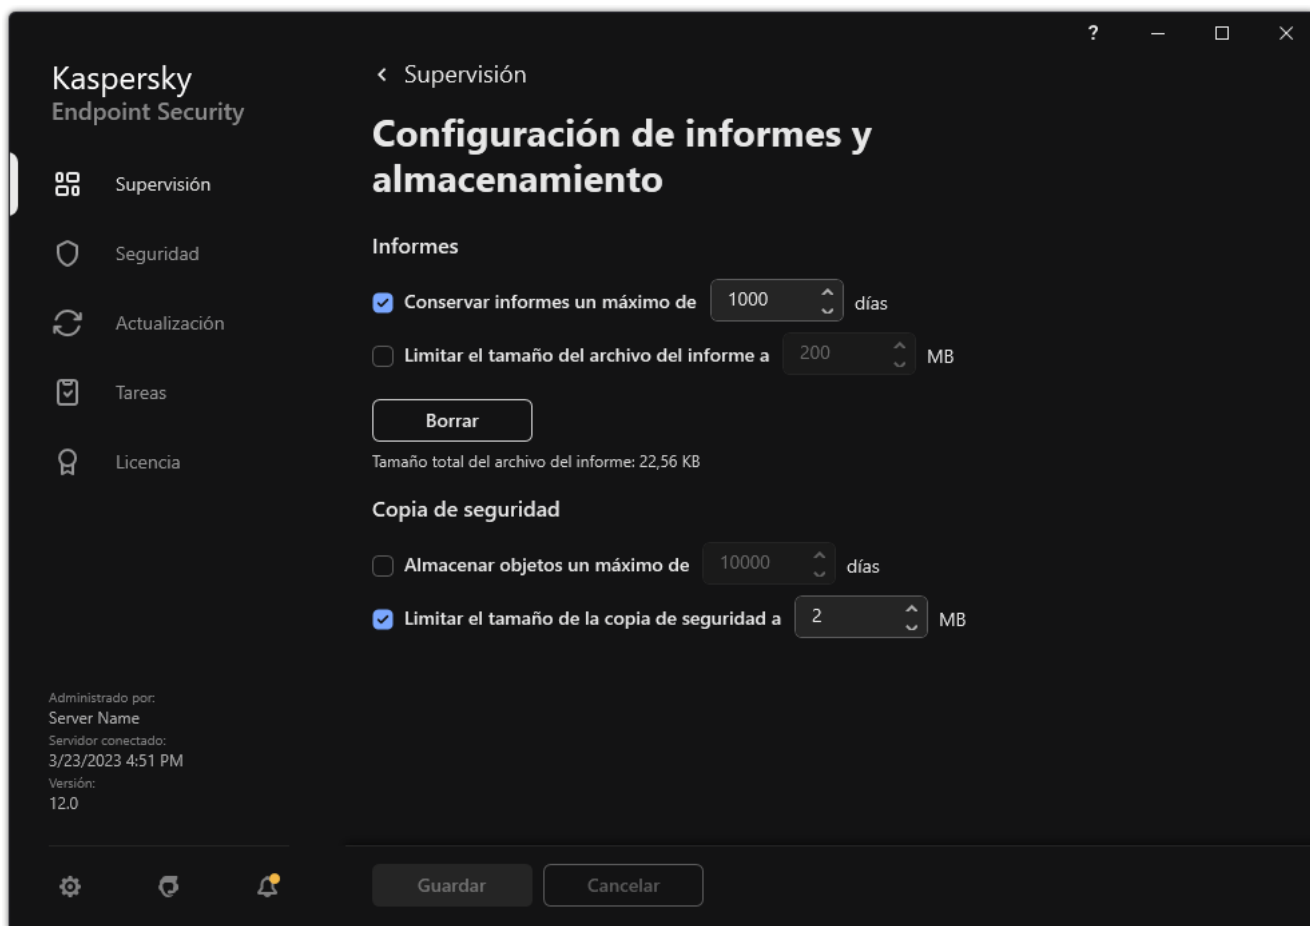 ?
Kaspersky
Endpoint Security
Supervisión
Seguridad
Actualización
Tareas
Licencia
Administrado por:
Server Name
Servidor conectado:
3/23/2023 4:51 PM
Versión:
12.0
Supervisión
Configuración de informes y
almacenamiento
Informes
Conservar informes un máximo de 1000 días
Limitar el tamaño del archivo del informe a 200 MB
Borrar
Tamaño total del archivo del informe: 22,56 KB
Copia de seguridad
Almacenar objetos un máximo de 10000 días
Limitar el tamaño de la copia de seguridad a 2 MB
Guardar Cancelar